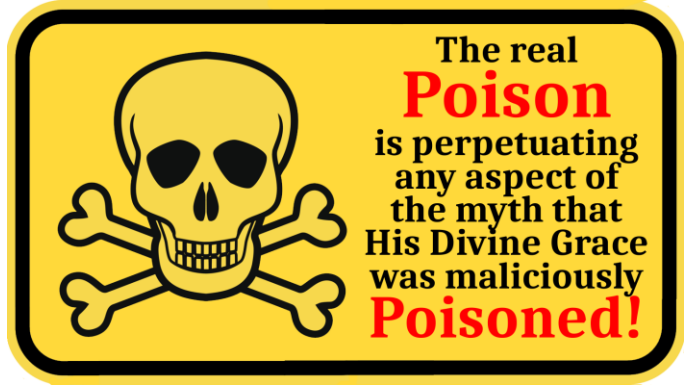 The real
Poison
is perpetuating
any aspect of
the myth that
His Divine Grace
was maliciously
Poisoned!